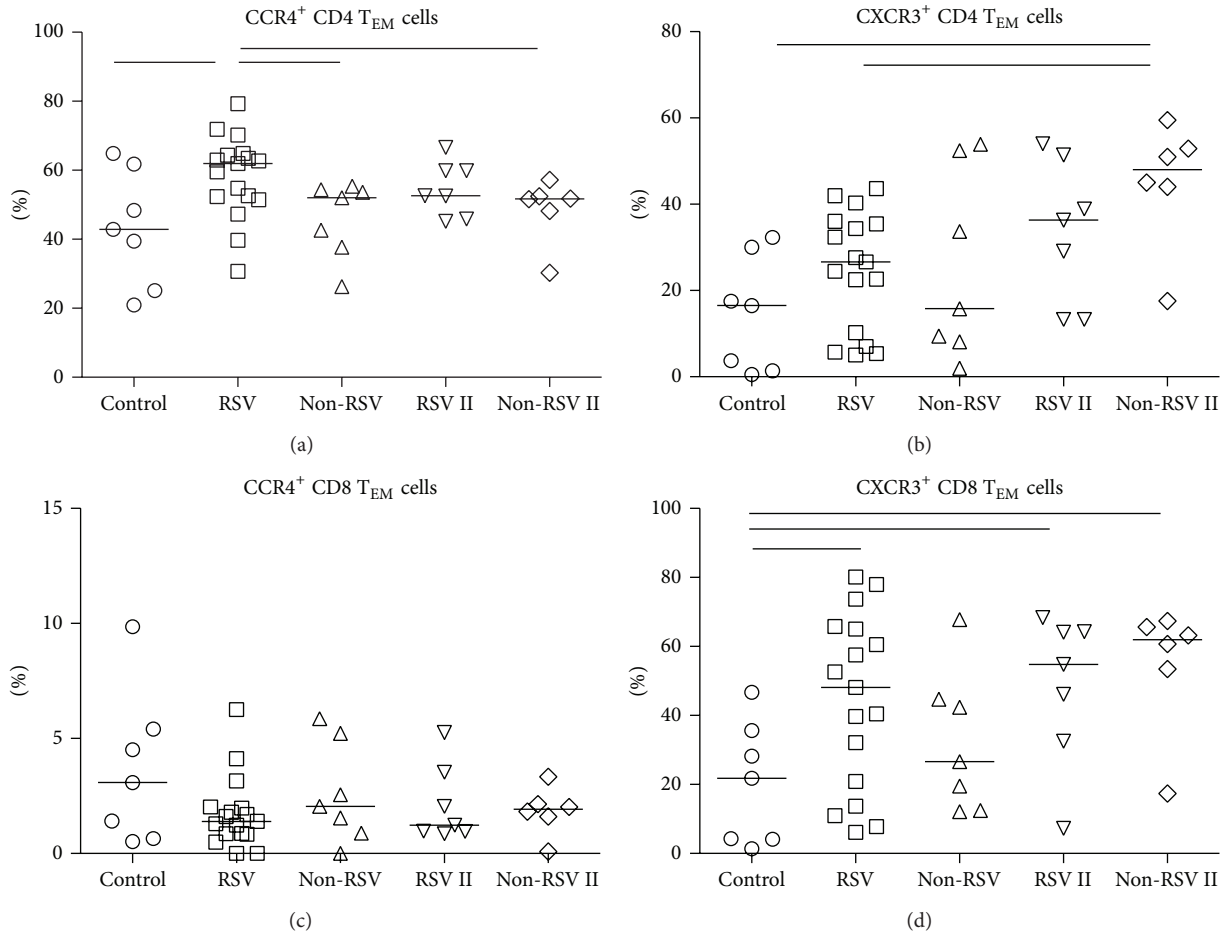 CCR4+ CD4 TEM cells
100
80
60
40
20
0
(%)
Control RSV Non-RSV RSV II Non-RSV II
(a)
CXCR3+ CD4 TEM cells
80
60
40
20
0
(%)
Control RSV Non-RSV RSV II Non-RSV II
(b)
CCR4+ CD8 TEM cells
15
10
5
0
(%)
Control RSV Non-RSV RSV II Non-RSV II
(c)
CXCR3+ CD8 TEM cells
100
80
60
40
20
0
(%)
Control RSV Non-RSV RSV II Non-RSV II
(d)